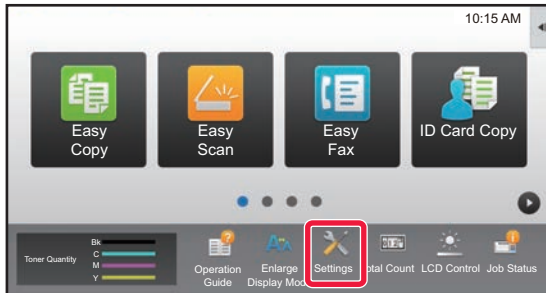 10:15 AM
Easy
Copy
Easy
Scan
Easy
Fax
ID Card Copy
Toner Quantity
Bk
C
M
Y
Operation
Guide
Enlarge
Display Mod
Settings
otal Count
LCD Control
Job Status